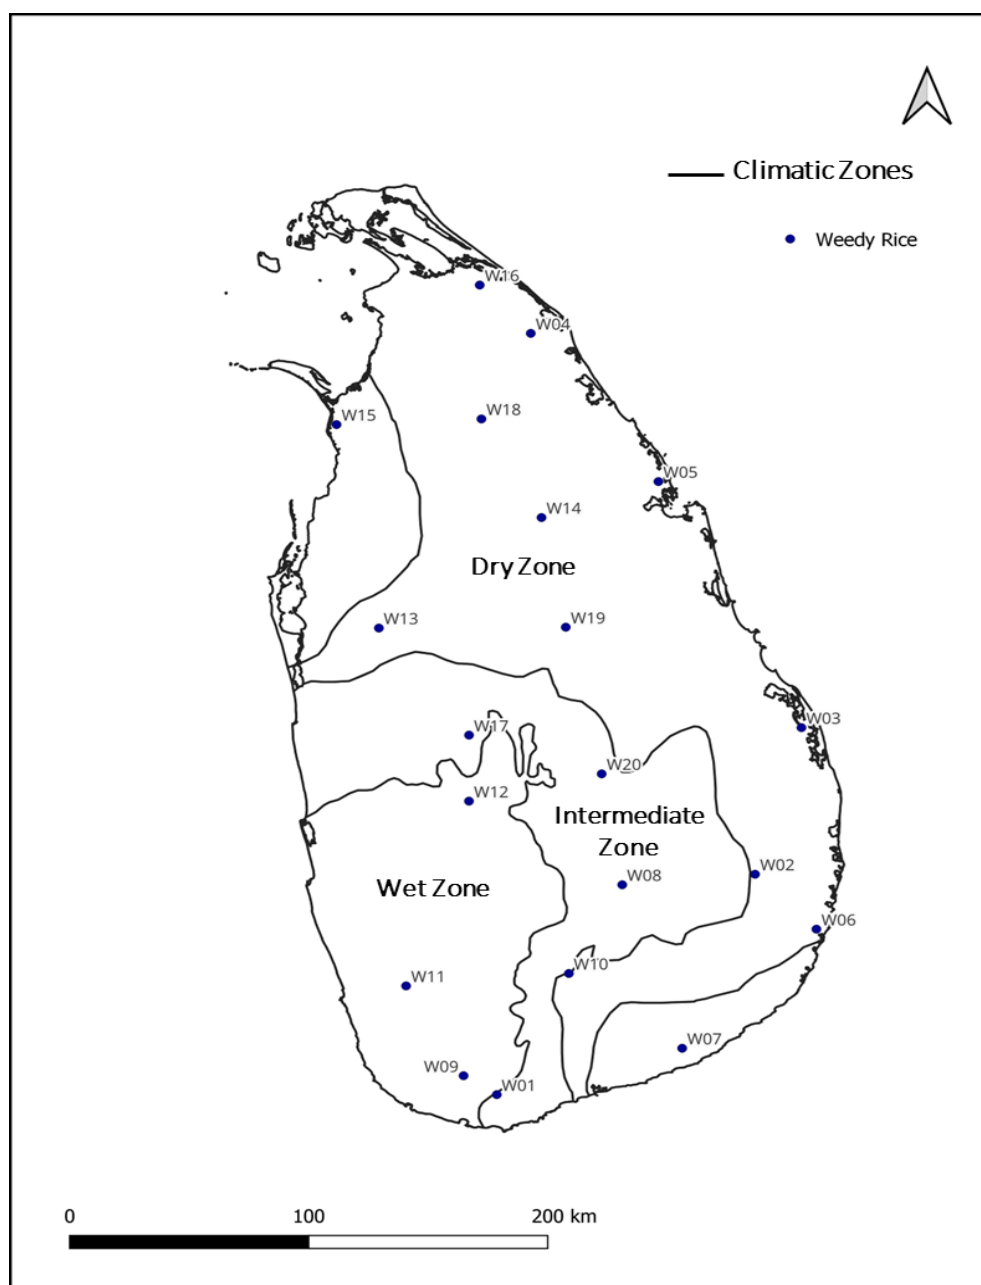 Climatic Zones
Weedy Rice
W16
W04
W15
W18
W05
W14
Dry Zone
W13
W19
W03
W17
W20
W12
Intermediate
Zone
W02
W08
Wet Zone
W06
W10
W11
W07
W09
W01
0
100
200 km